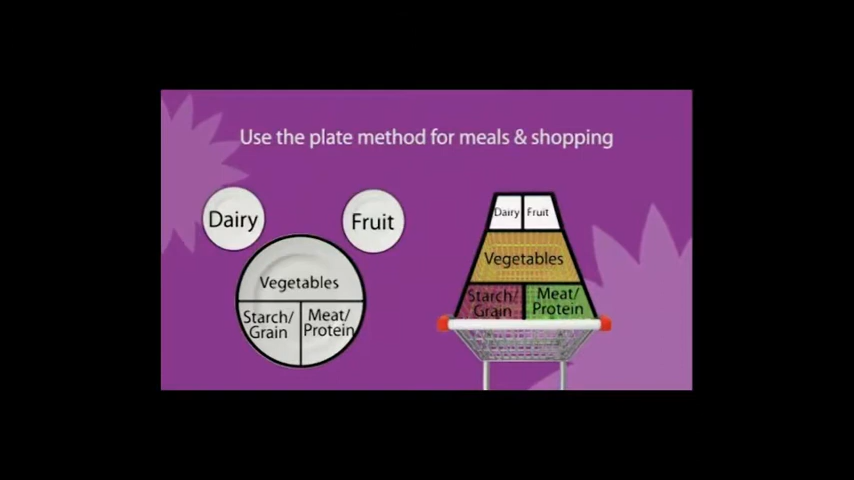 Use the plate method for meals & shopping
Dairy
Fruit
Vegetables
Starch/
Grain
Meat/
Protein
Dairy
Fruit
Vegetables
Starch/
Grain
Meat/
Protein